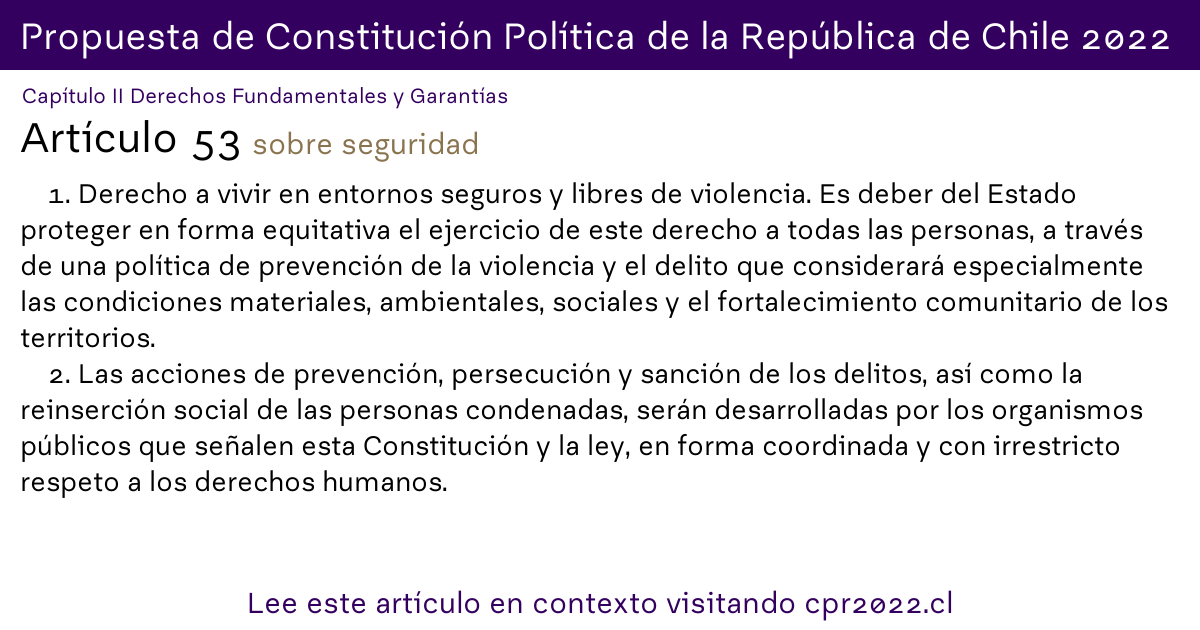 Propuesta de Constitución Política de la República de Chile 2022
Capítulo II Derechos Fundamentales y Garantías
Artículo 53 sobre seguridad
1. Derecho a vivir en entornos seguros y libres de violencia. Es deber del Estado
proteger en forma equitativa el ejercicio de este derecho a todas las personas, a través
de una política de prevención de la violencia y el delito que considerará especialmente
las condiciones materiales, ambientales, sociales y el fortalecimiento comunitario de los
territorios.
2. Las acciones de prevención, persecución y sanción de los delitos, así como la
reinserción social de las personas condenadas, serán desarrolladas por los organismos
públicos que señalen esta Constitución y la ley, en forma coordinada y con irrestricto
respeto a los derechos humanos.
Lee este artículo en contexto visitando cpr2022.cl